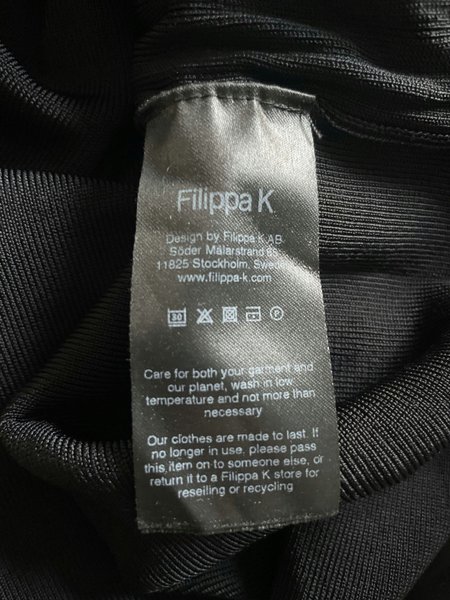 Filippa K
Design by Filippa K AB
Söder Mälarstrand 65
11825 Stockholm, Sweden
www.filippa-k.com
30
P
Care for both your garment and
our planet, wash in low
temperature and not more than
necessary
Our clothes are made to last. If
no longer in use, please pass
this item on to someone else, or
return it to a Filippa K store for
reselling or recycling